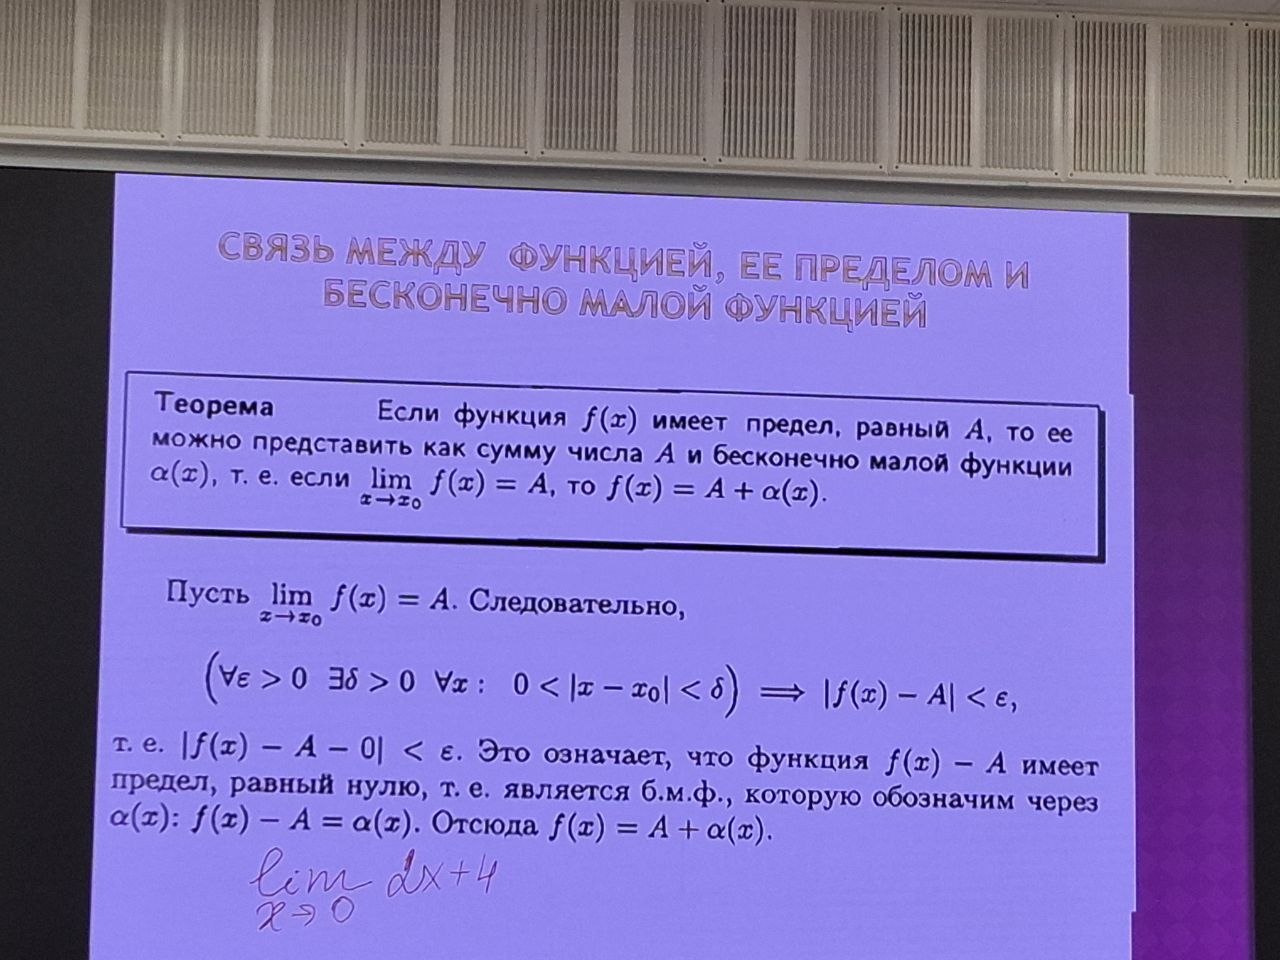 СВЯЗЬ МЕЖДУ ФУНКЦИЕЙ, ЕЕ ПРЕДЕЛОМ И
БЕСКОНЕЧНО МАЛОЙ ФУНКЦИЕЙ
Теорема Если функция f(x) имеет предел, равный A, то ее
можно представить как сумму числа A и бесконечно малой функции
α(x), т. е. если lim f(x) = A, то f(x) = A + α(x).
x→x₀
Пусть lim f(x) = A. Следовательно,
x→x₀
(∀ε > 0 ∃δ > 0 ∀x : 0 < |x − x₀| < δ) ⟹ |f(x) − A| < ε,
т. е. |f(x) − A − 0| < ε. Это означает, что функция f(x) − A имеет
предел, равный нулю, т. е. является б.м.ф., которую обозначим через
α(x): f(x) − A = α(x). Отсюда f(x) = A + α(x).
lim 2x+4
x→0